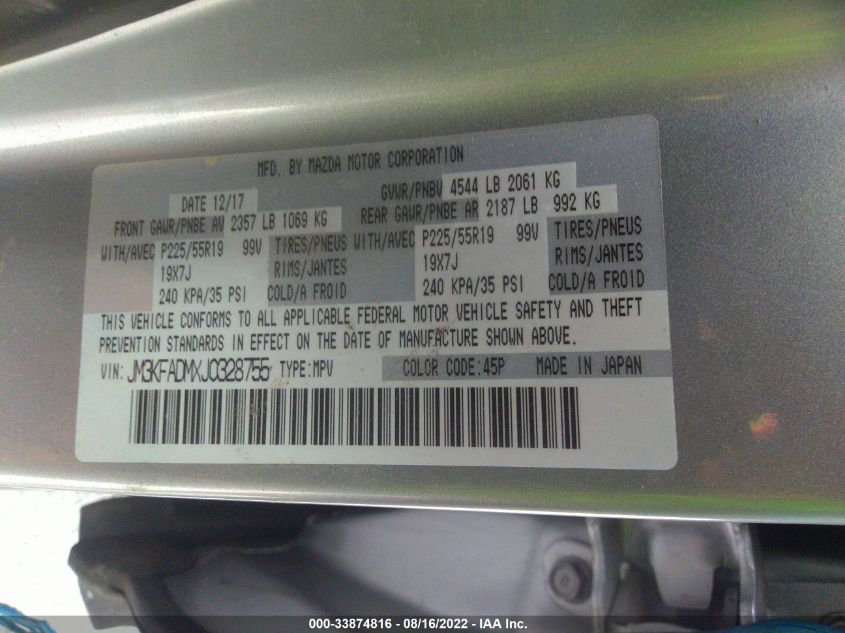 MFD. BY MAZDA MOTOR CORPORATION
DATE 12/17 GVWR/PNBV 4544 LB 2061 KG
FRONT GAWR/PNBE AV 2357 LB 1069 KG REAR GAWR/PNBE AR 2187 LB 992 KG
WITH/AVEC P225/55R19 99V TIRES/PNEUS WITH/AVEC P225/55R19 99V TIRES/PNEUS
19X7J RIMS/JANTES 19X7J RIMS/JANTES
240 KPA/35 PSI COLD/A FROID 240 KPA/35 PSI COLD/A FROID
THIS VEHICLE CONFORMS TO ALL APPLICABLE FEDERAL MOTOR VEHICLE SAFETY AND THEFT
PREVENTION STANDARDS IN EFFECT ON THE DATE OF MANUFACTURE SHOWN ABOVE.
VIN: JM3KFADMXJ0328755 TYPE:MPV COLOR CODE:45P MADE IN JAPAN
000-33874816 - 08/16/2022 - IAA Inc.